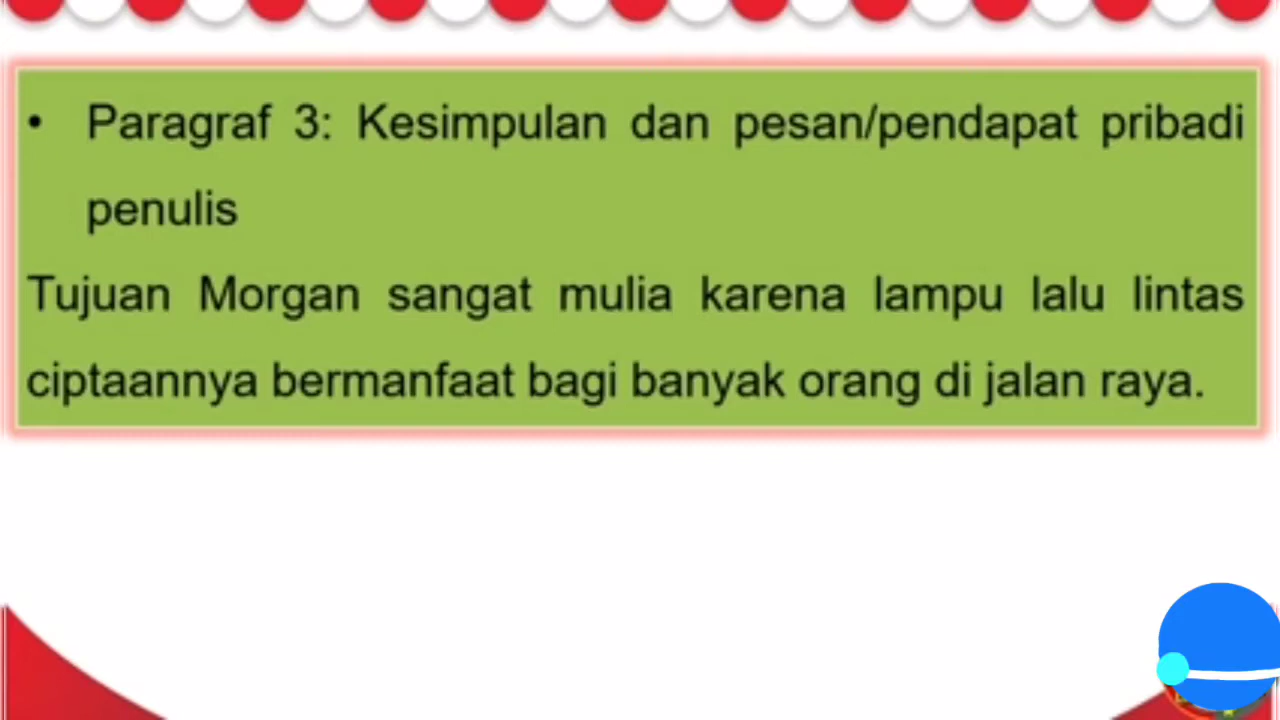 • Paragraf 3: Kesimpulan dan pesan/pendapat pribadi
penulis
Tujuan Morgan sangat mulia karena lampu lalu lintas
ciptaannya bermanfaat bagi banyak orang di jalan raya.